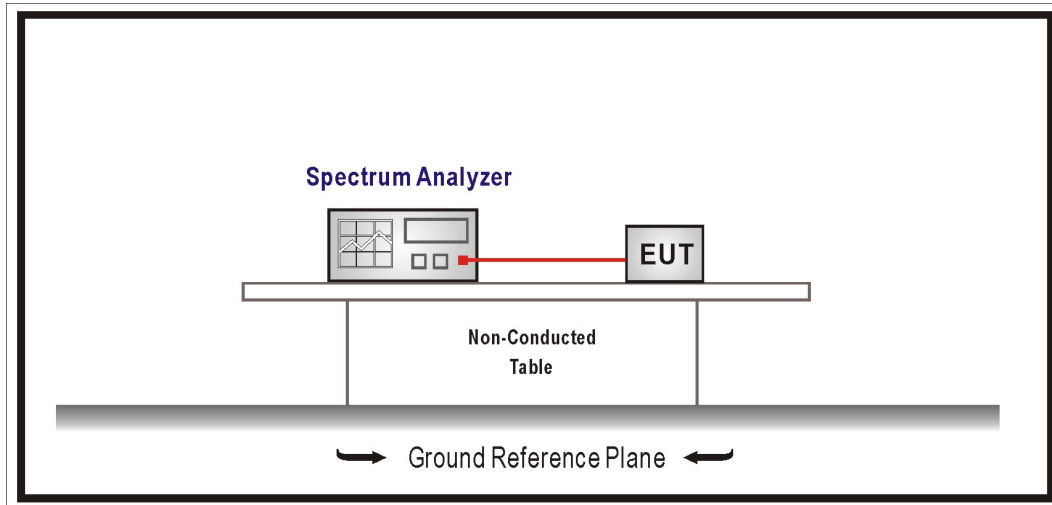 Spectrum Analyzer
EUT
Non-Conducted
Table
Ground Reference Plane